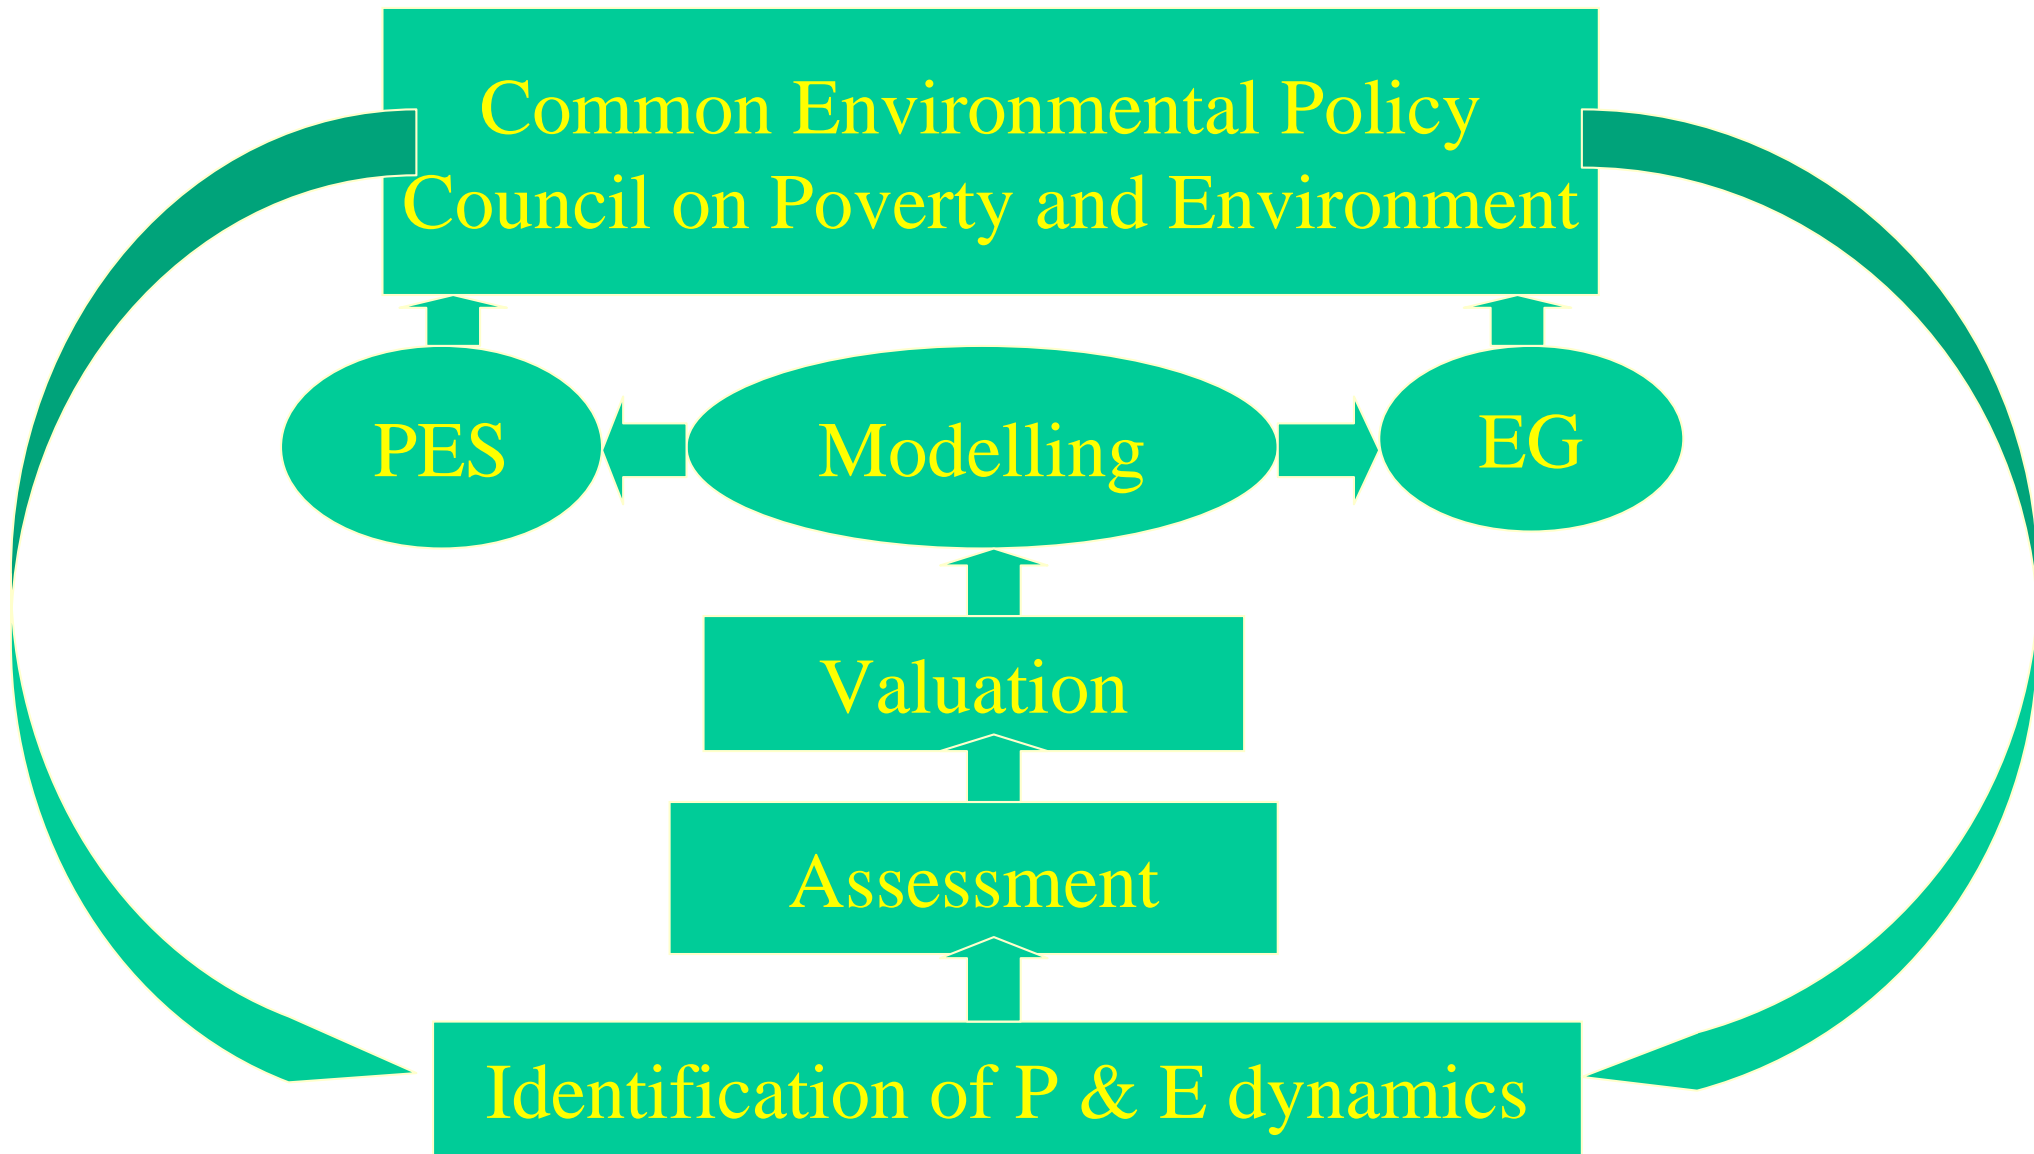 Common Environmental Policy
Council on Poverty and Environment
PES
Modelling
EG
Valuation
Assessment
Identification of P & E dynamics